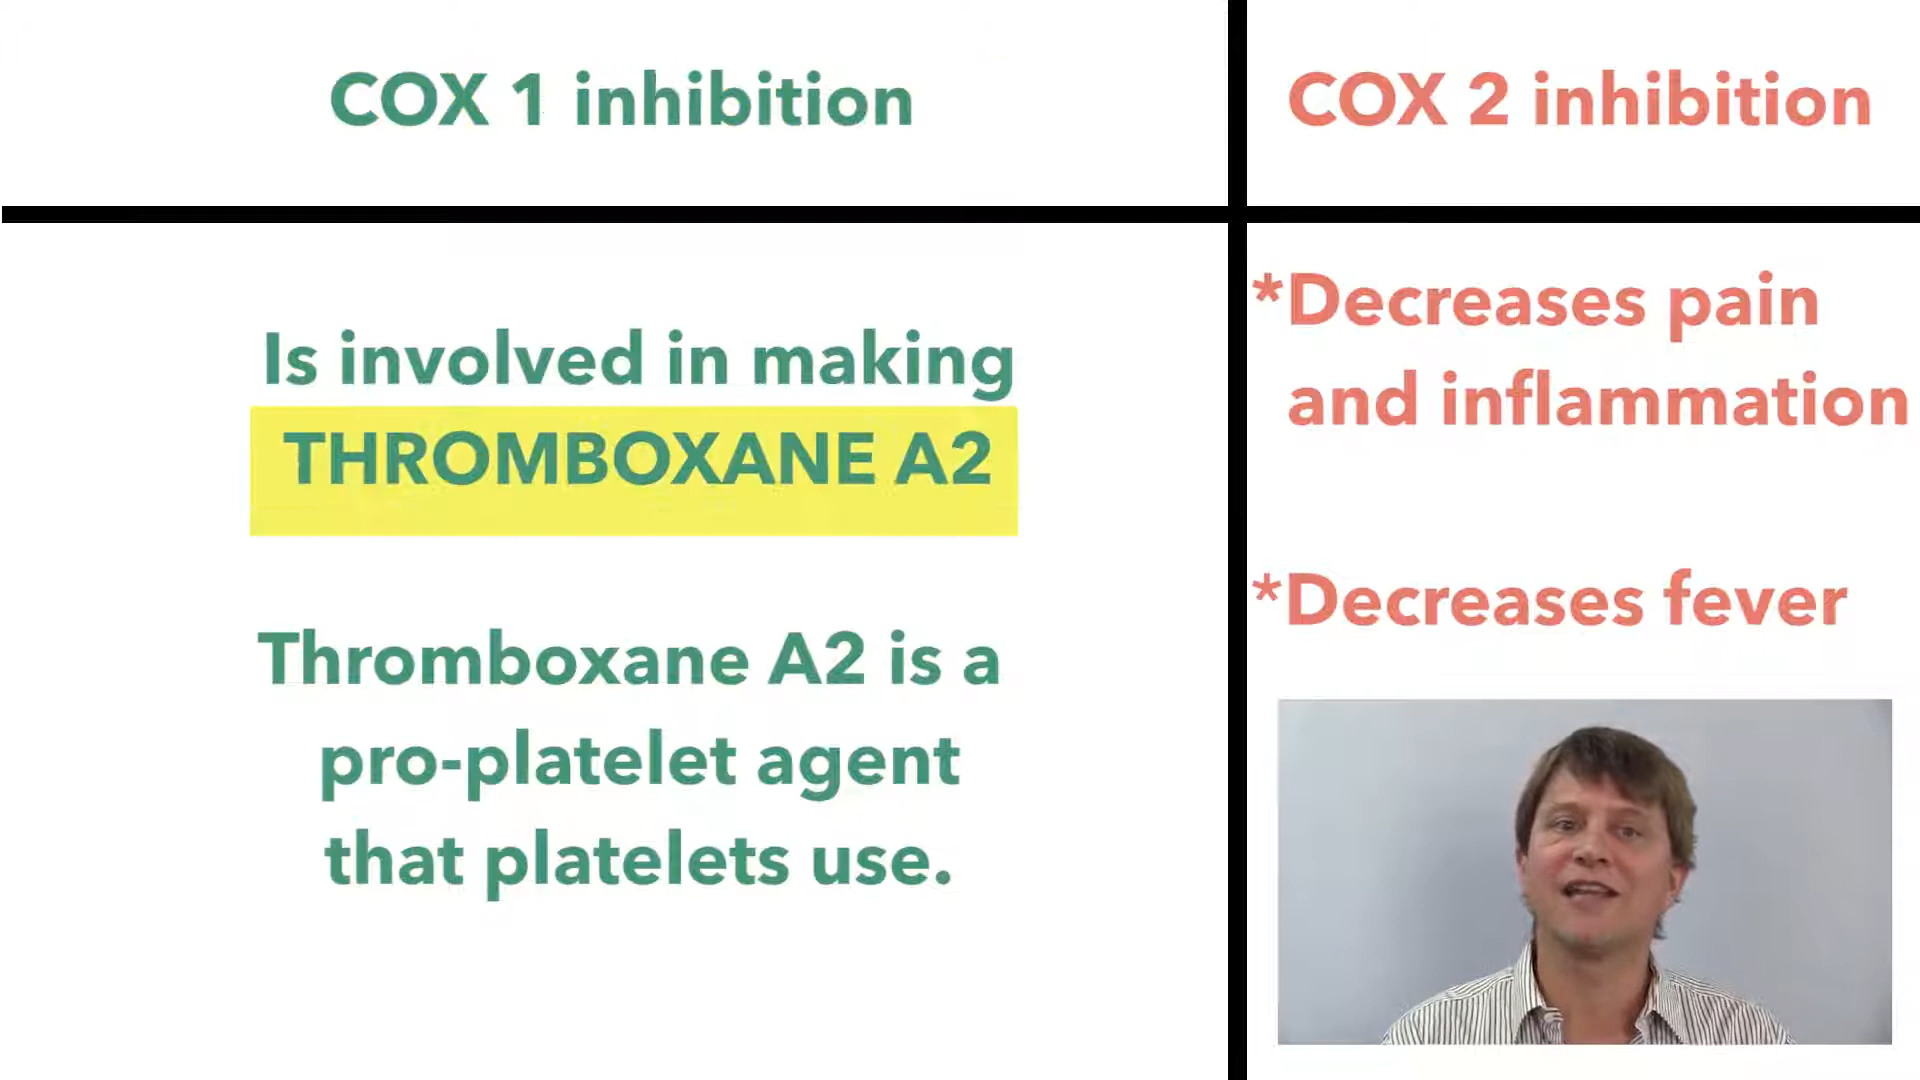 COX 1 inhibition
COX 2 inhibition
Is involved in making
THROMBOXANE A2
Thromboxane A2 is a
pro-platelet agent
that platelets use.
*Decreases pain
and inflammation
*Decreases fever